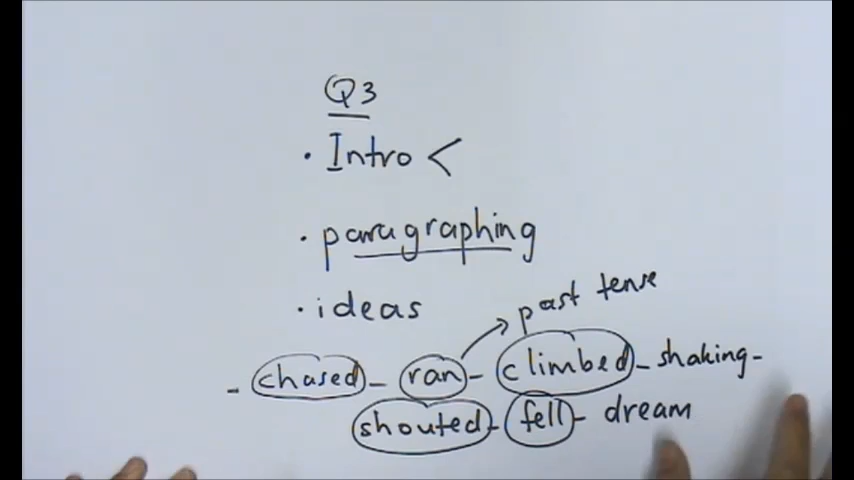 Q3
• Intro <
• paragraphing
• ideas
past tense
- chased - ran - climbed - shaking -
shouted - fell - dream